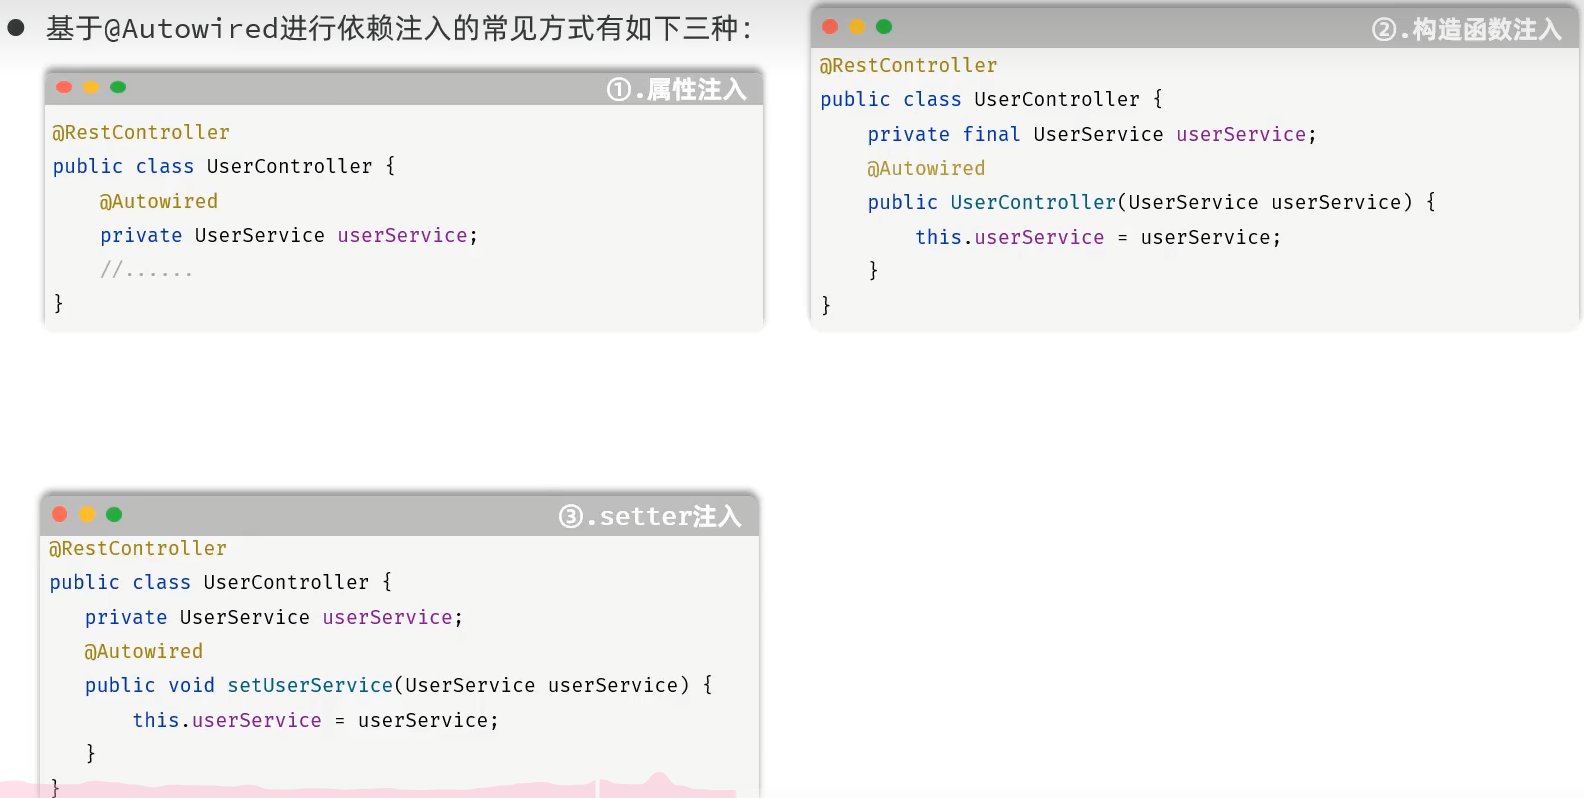 ● 基于@Autowired进行依赖注入的常见方式有如下三种：
①.属性注入
@RestController
public class UserController {
    @Autowired
    private UserService userService;
    //......
}
②.构造函数注入
@RestController
public class UserController {
    private final UserService userService;
    @Autowired
    public UserController(UserService userService) {
        this.userService = userService;
    }
}
③.setter注入
@RestController
public class UserController {
   private UserService userService;
   @Autowired
   public void setUserService(UserService userService) {
       this.userService = userService;
   }
}